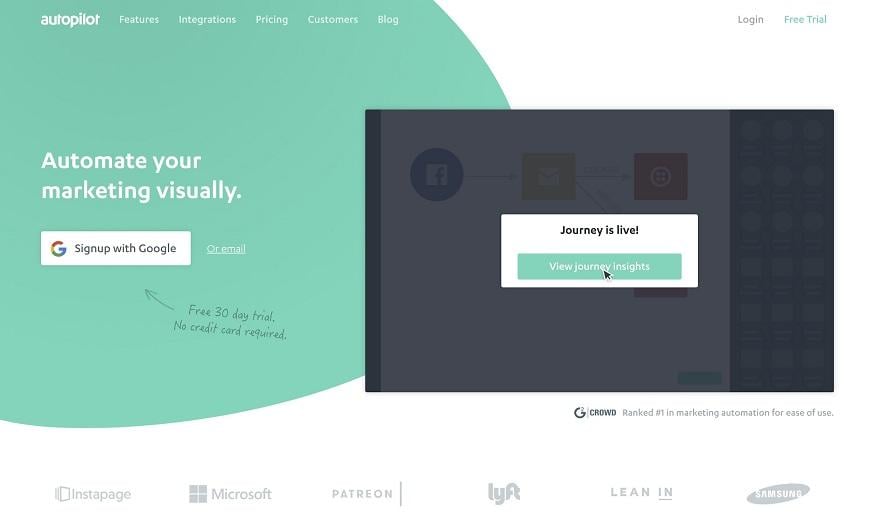 autopilot Features Integrations Pricing Customers Blog Login Free Trial
Automate your
marketing visually.
Signup with Google Or email
Free 30 day trial.
No credit card required.
Journey is live!
View journey insights
G2 CROWD Ranked #1 in marketing automation for ease of use.
Instapage Microsoft PATREON lyft LEAN IN SAMSUNG